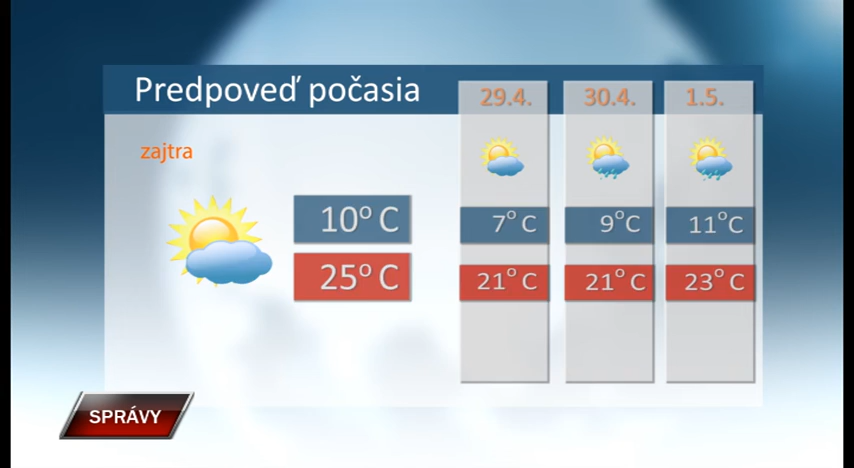 Predpoveď počasia
zajtra
10° C
25° C
29.4. 30.4. 1.5.
7° C 9°C 11°C
21° C 21° C 23° C
SPRÁVY